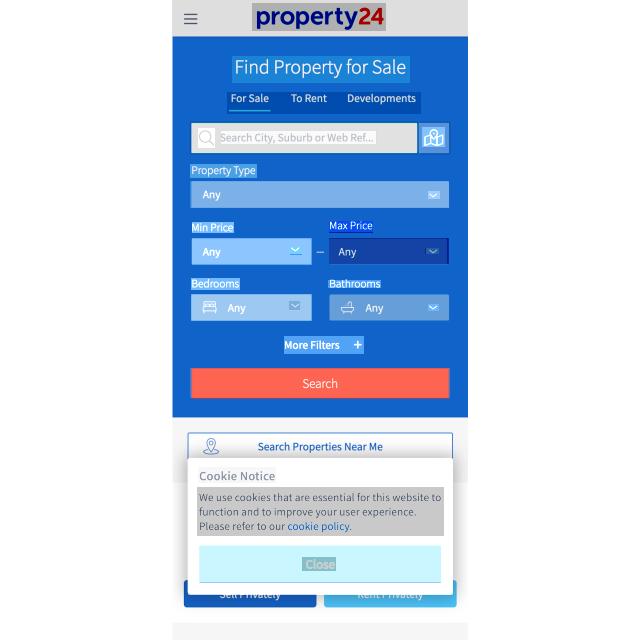 property24
Find Property for Sale
For Sale To Rent Developments
Search City, Suburb or Web Ref...
Property Type
Any
Min Price Max Price
Any – Any
Bedrooms Bathrooms
Any Any
More Filters +
Search
Search Properties Near Me
Cookie Notice
We use cookies that are essential for this website to
function and to improve your user experience.
Please refer to our cookie policy.
Close
Sell Privately Rent Privately